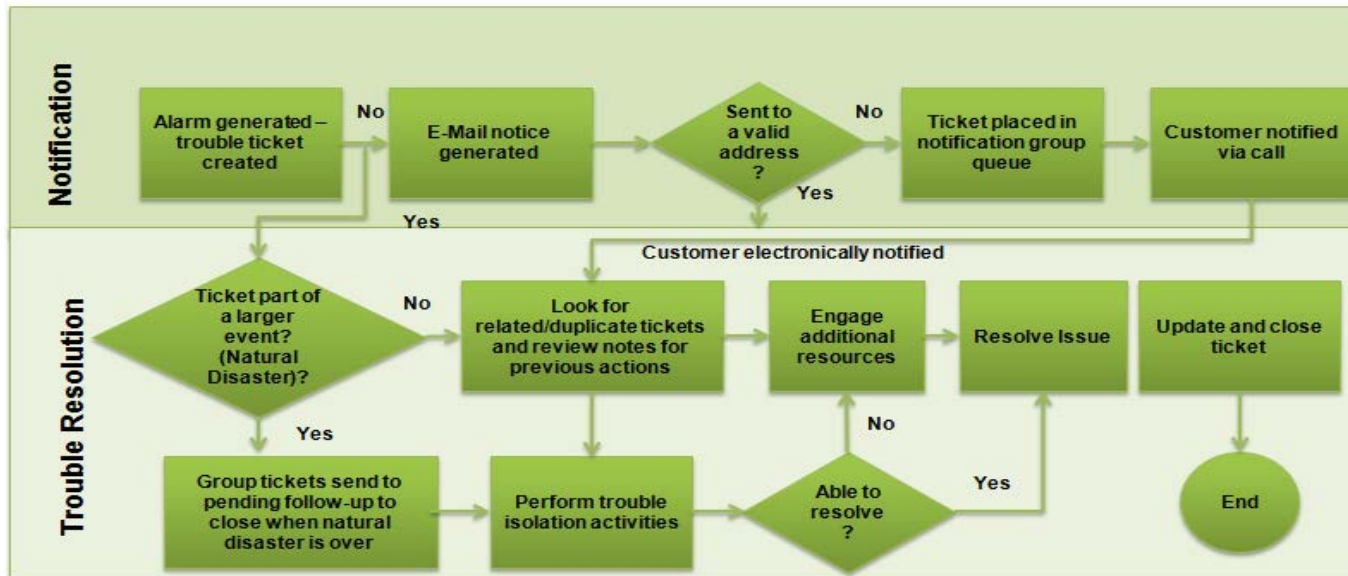 Notification
Alarm generated–
trouble ticket
created
No
E-Mail notice
generated
Sent to
a valid
address
?
No
Yes
Ticket placed in
notification group
queue
Customer notified
via call
Yes
Customer electronically notified
Trouble Resolution
Ticket part of
a larger
event?
(Natural
Disaster)?
No
Look for
related/duplicate tickets
and review notes for
previous actions
Engage
additional
resources
Resolve Issue
Update and close
ticket
Yes
No
Group tickets send to
pending follow-up to
close when natural
disaster is over
Perform trouble
isolation activities
Able to
resolve
?
Yes
End